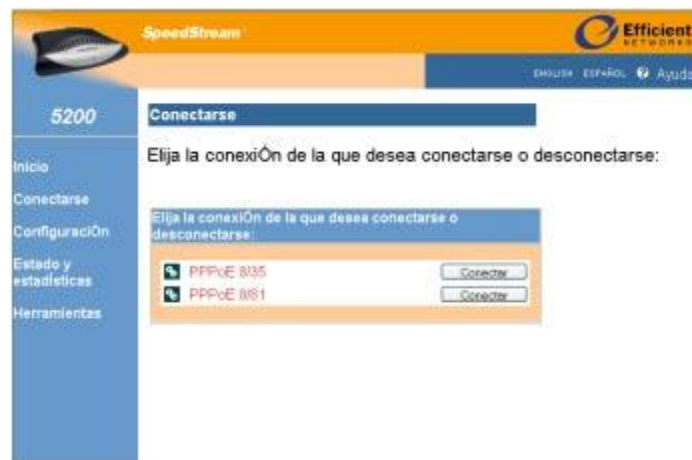 SpeedStream
Efficient
NETWORKS
ENGLISH ESPAÑOL ? Ayuda
5200
Conectarse
Elija la conexiÓn de la que desea conectarse o desconectarse:
Inicio
Conectarse
ConfiguraciÓn
Estado y
estadísticas
Herramientas
Elija la conexiÓn de la que desea conectarse o
desconectarse:
PPPoE 8/35 Conectar
PPPoE 8/81 Conectar